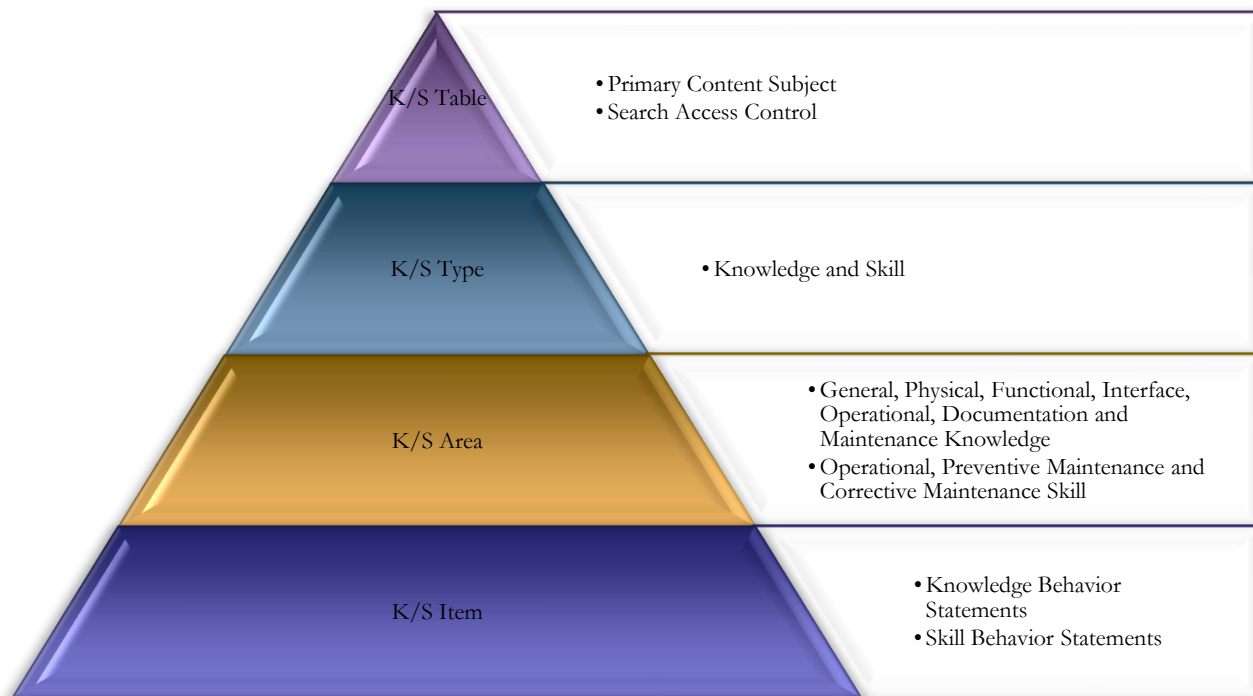 K/S Table
• Primary Content Subject
• Search Access Control
K/S Type
• Knowledge and Skill
K/S Area
• General, Physical, Functional, Interface,
Operational, Documentation and
Maintenance Knowledge
• Operational, Preventive Maintenance and
Corrective Maintenance Skill
K/S Item
• Knowledge Behavior
Statements
• Skill Behavior Statements